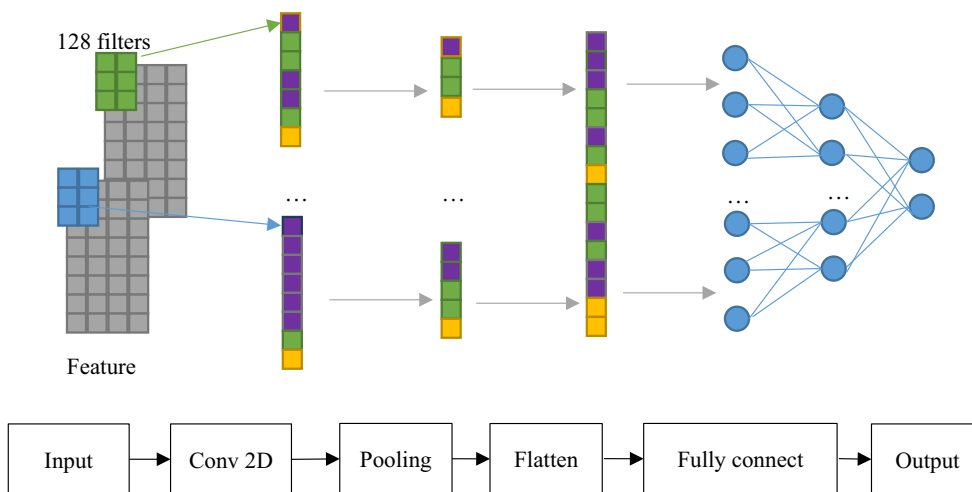 128 filters
...
...
...
...
Feature
Input
Conv 2D
Pooling
Flatten
Fully connect
Output